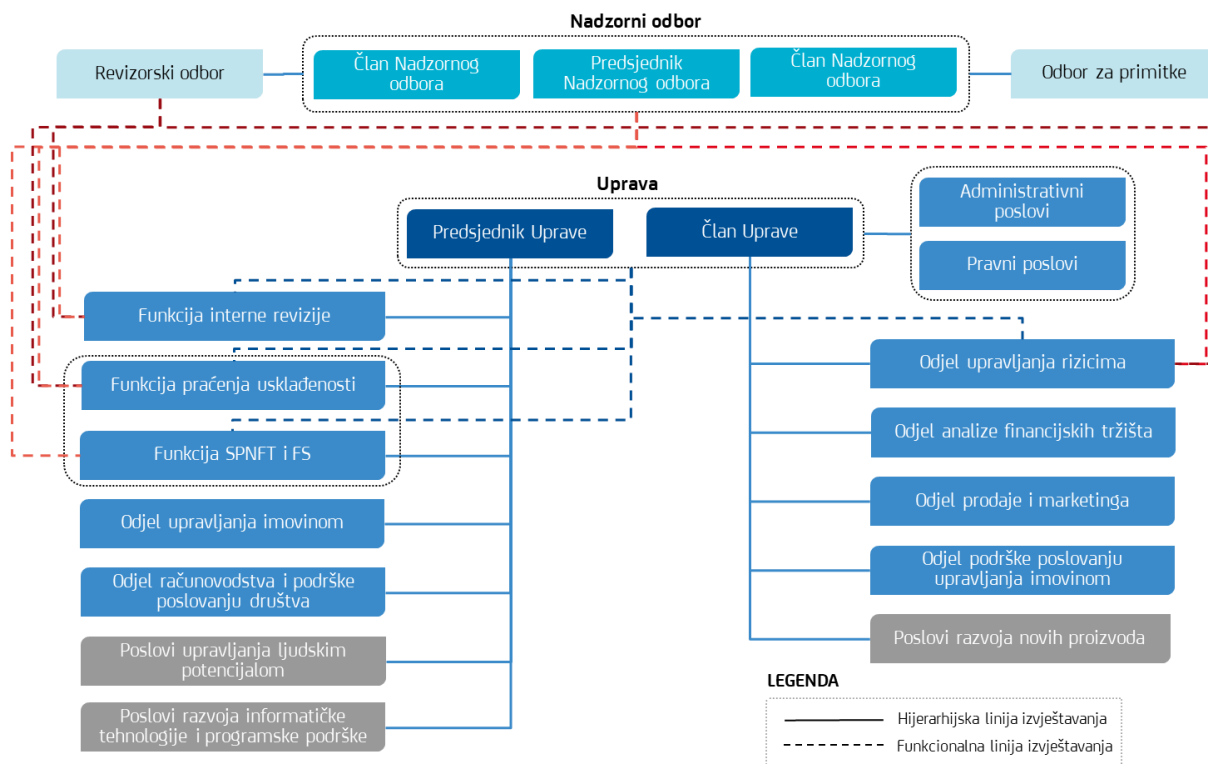 Nadzorni odbor
Revizorski odbor
Član Nadzornog
odbora
Predsjednik
Nadzornog odbora
Član Nadzornog
odbora
Odbor za primitke
Uprava
Predsjednik Uprave
Član Uprave
Administrativni
poslovi
Pravni poslovi
Funkcija interne revizije
Funkcija praćenja usklađenosti
Funkcija SPNFT i FS
Odjel upravljanja imovinom
Odjel računovodstva i podrške
poslovanju društva
Poslovi upravljanja ljudskim
potencijalom
Poslovi razvoja informatičke
tehnologije i programske podrške
Odjel upravljanja rizicima
Odjel analize financijskih tržišta
Odjel prodaje i marketinga
Odjel podrške poslovanju
upravljanja imovinom
Poslovi razvoja novih proizvoda
LEGENDA
Hijerarhijska linija izvještavanja
Funkcionalna linija izvještavanja